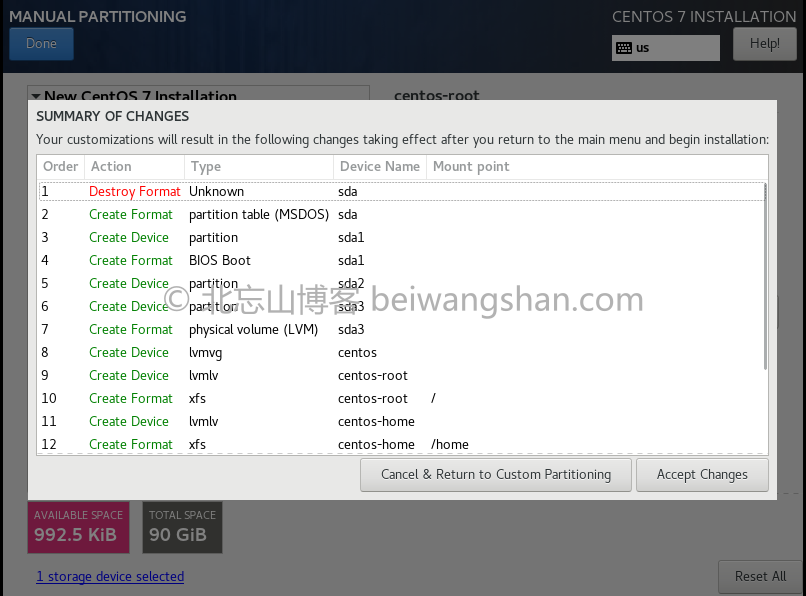 MANUAL PARTITIONING
CENTOS 7 INSTALLATION
Done
us
Help!
New CentOS 7 Installation
centos-root
SUMMARY OF CHANGES
Your customizations will result in the following changes taking effect after you return to the main menu and begin installation:
Order Action Type Device Name Mount point
1 Destroy Format Unknown sda
2 Create Format partition table (MSDOS) sda
3 Create Device partition sda1
4 Create Format BIOS Boot sda1
5 Create Device partition sda2
6 Create Device partition sda3
© 北忘山博客 beiwangshan.com
7 Create Format physical volume (LVM) sda3
8 Create Device lvmvg centos
9 Create Device lvmlv centos-root
10 Create Format xfs centos-root /
11 Create Device lvmlv centos-home
12 Create Format xfs centos-home /home
Cancel & Return to Custom Partitioning
Accept Changes
AVAILABLE SPACE
992.5 KiB
TOTAL SPACE
90 GiB
1 storage device selected
Reset All